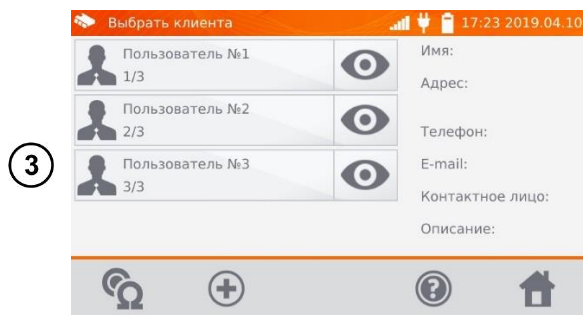 Выбрать клиента 17:23 2019.04.10
Пользователь №1
1/3
Пользователь №2
2/3
Пользователь №3
3/3
Имя:
Адрес:
Телефон:
E-mail:
Контактное лицо:
Описание:
3